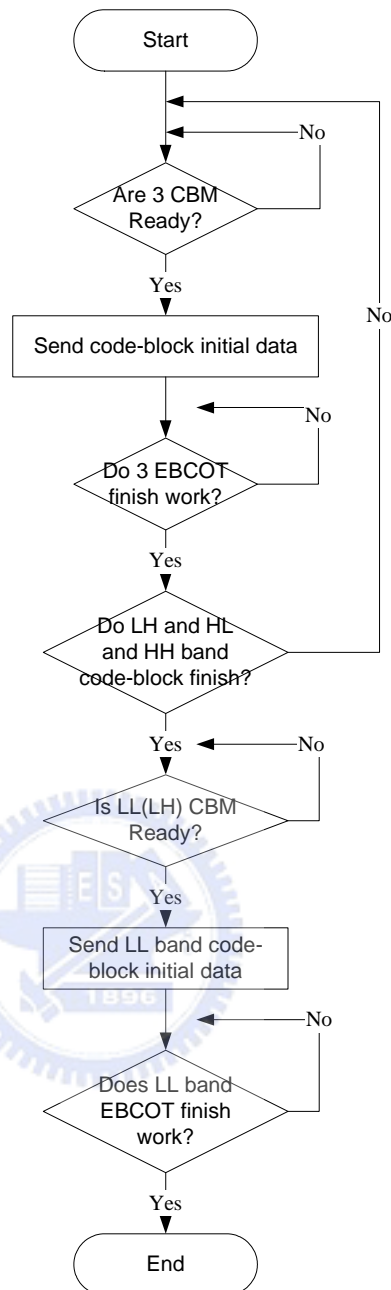 Start
No
Are 3 CBM
Ready?
Yes
No
Send code-block initial data
No
Do 3 EBCOT
finish work?
Yes
Do LH and HL
and HH band
code-block finish?
Yes
No
Is LL(LH) CBM
Ready?
Yes
Send LL band code-
block initial data
No
Does LL band
EBCOT finish
work?
Yes
End
ES
1896